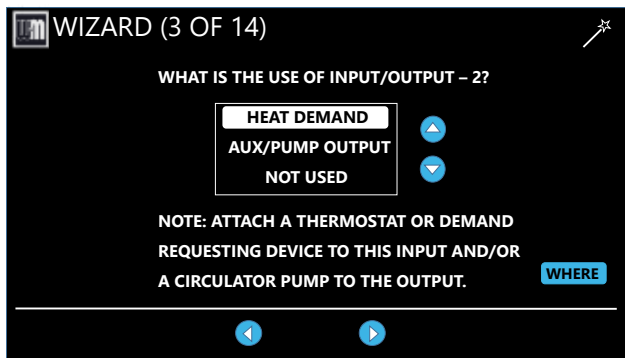 WIZARD (3 OF 14)
WHAT IS THE USE OF INPUT/OUTPUT – 2?
HEAT DEMAND
AUX/PUMP OUTPUT
NOT USED
NOTE: ATTACH A THERMOSTAT OR DEMAND
REQUESTING DEVICE TO THIS INPUT AND/OR
A CIRCULATOR PUMP TO THE OUTPUT.
WHERE